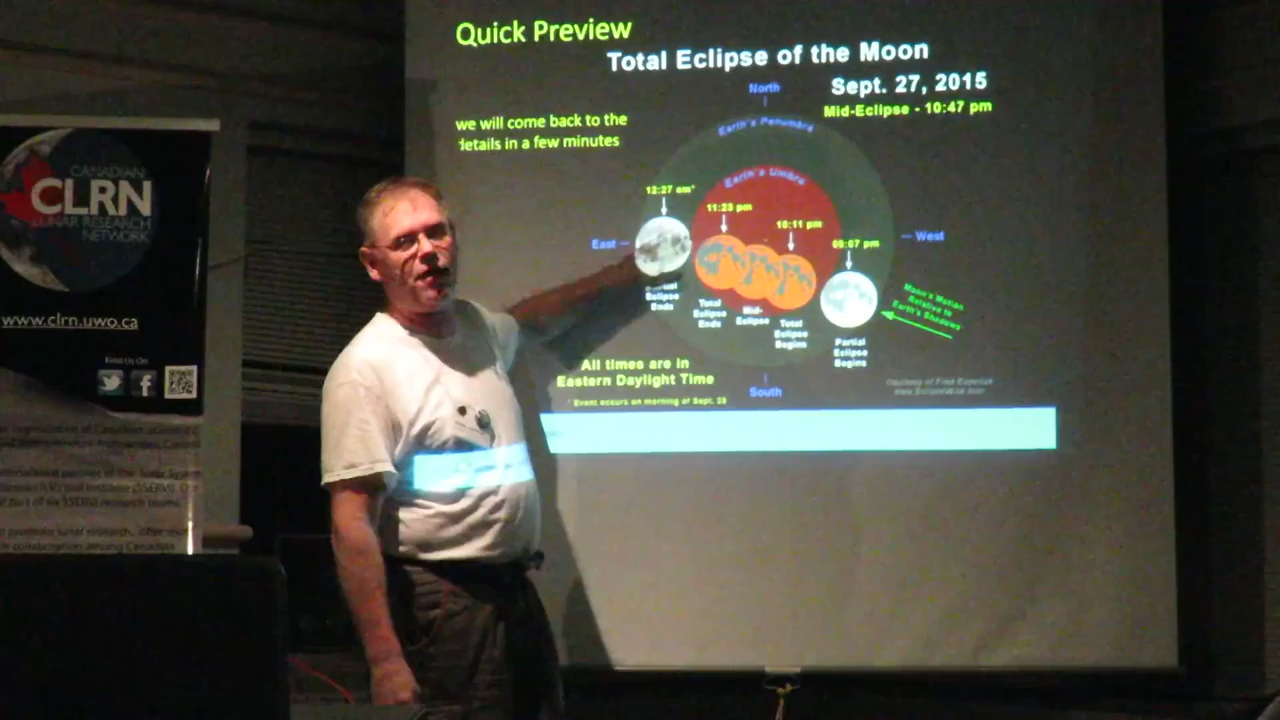 Quick Preview
Total Eclipse of the Moon
Sept. 27, 2015
Mid-Eclipse - 10:47 pm
North
we will come back to the
details in a few minutes
Earth's Penumbra
Earth's Umbra
12:27 am*
11:23 pm
10:11 pm
09:07 pm
East
West
Partial
Eclipse
Ends
Total
Eclipse
Ends
Mid-
Eclipse
Total
Eclipse
Begins
Partial
Eclipse
Begins
Moon's Motion
Relative to
Earth's Shadows
All times are in
Eastern Daylight Time
* Event occurs on morning of Sept. 28
South
Courtesy of Fred Espenak
www.EclipseWise.com
CANADIAN
CLRN
LUNAR RESEARCH
NETWORK
www.clrn.uwo.ca
Find Us On